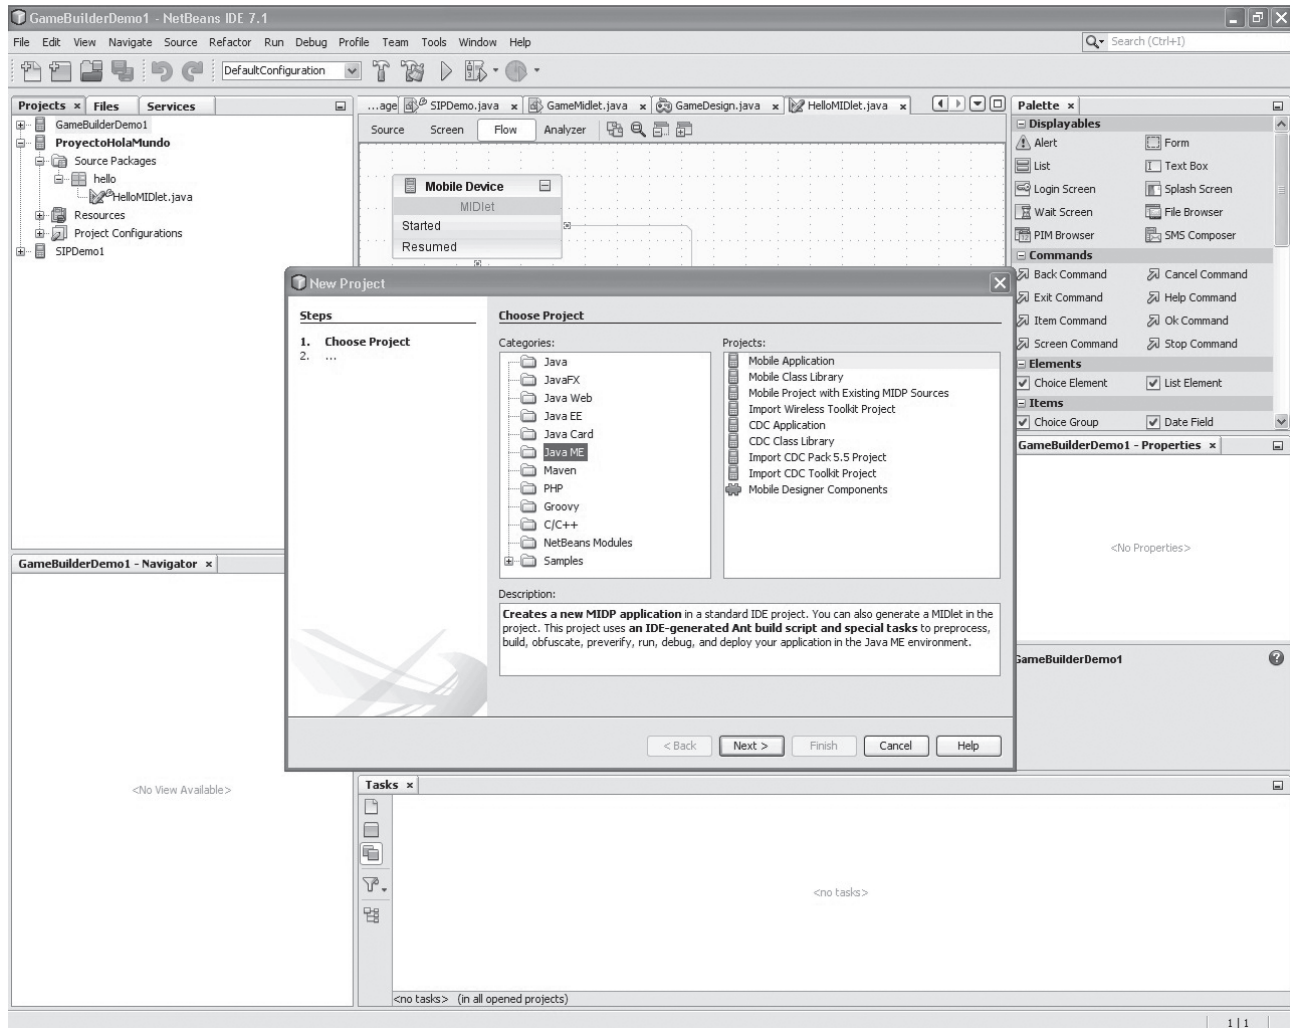 GameBuilderDemo1 - NetBeans IDE 7.1
File Edit View Navigate Source Refactor Run Debug Profile Team Tools Window Help
Search (Ctrl+I)
DefaultConfiguration
Projects Files Services
GameBuilderDemo1
ProyectoHolaMundo
Source Packages
hello
HelloMIDlet.java
Resources
Project Configurations
SIPDemo1
...age SIPDemo.java GameMidlet.java GameDesign.java HelloMIDlet.java
Source Screen Flow Analyzer
Mobile Device
MIDlet
Started
Resumed
Palette
Displayables
Alert Form
List Text Box
Login Screen Splash Screen
Wait Screen File Browser
PIM Browser SMS Composer
Commands
Back Command Cancel Command
Exit Command Help Command
Item Command Ok Command
Screen Command Stop Command
Elements
Choice Element List Element
Items
Choice Group Date Field
GameBuilderDemo1 - Properties
<No Properties>
GameBuilderDemo1
New Project
Steps
1. Choose Project
2. ...
Choose Project
Categories:
Java
JavaFX
Java Web
Java EE
Java Card
Java ME
Maven
PHP
Groovy
C/C++
NetBeans Modules
Samples
Projects:
Mobile Application
Mobile Class Library
Mobile Project with Existing MIDP Sources
Import Wireless Toolkit Project
CDC Application
CDC Class Library
Import CDC Pack 5.5 Project
Import CDC Toolkit Project
Mobile Designer Components
Description:
Creates a new MIDP application in a standard IDE project. You can also generate a MIDlet in the
project. This project uses an IDE-generated Ant build script and special tasks to preprocess,
build, obfuscate, preverify, run, debug, and deploy your application in the Java ME environment.
< Back Next > Finish Cancel Help
GameBuilderDemo1 - Navigator
<No View Available>
Tasks
<no tasks>
<no tasks> (in all opened projects)
1|1